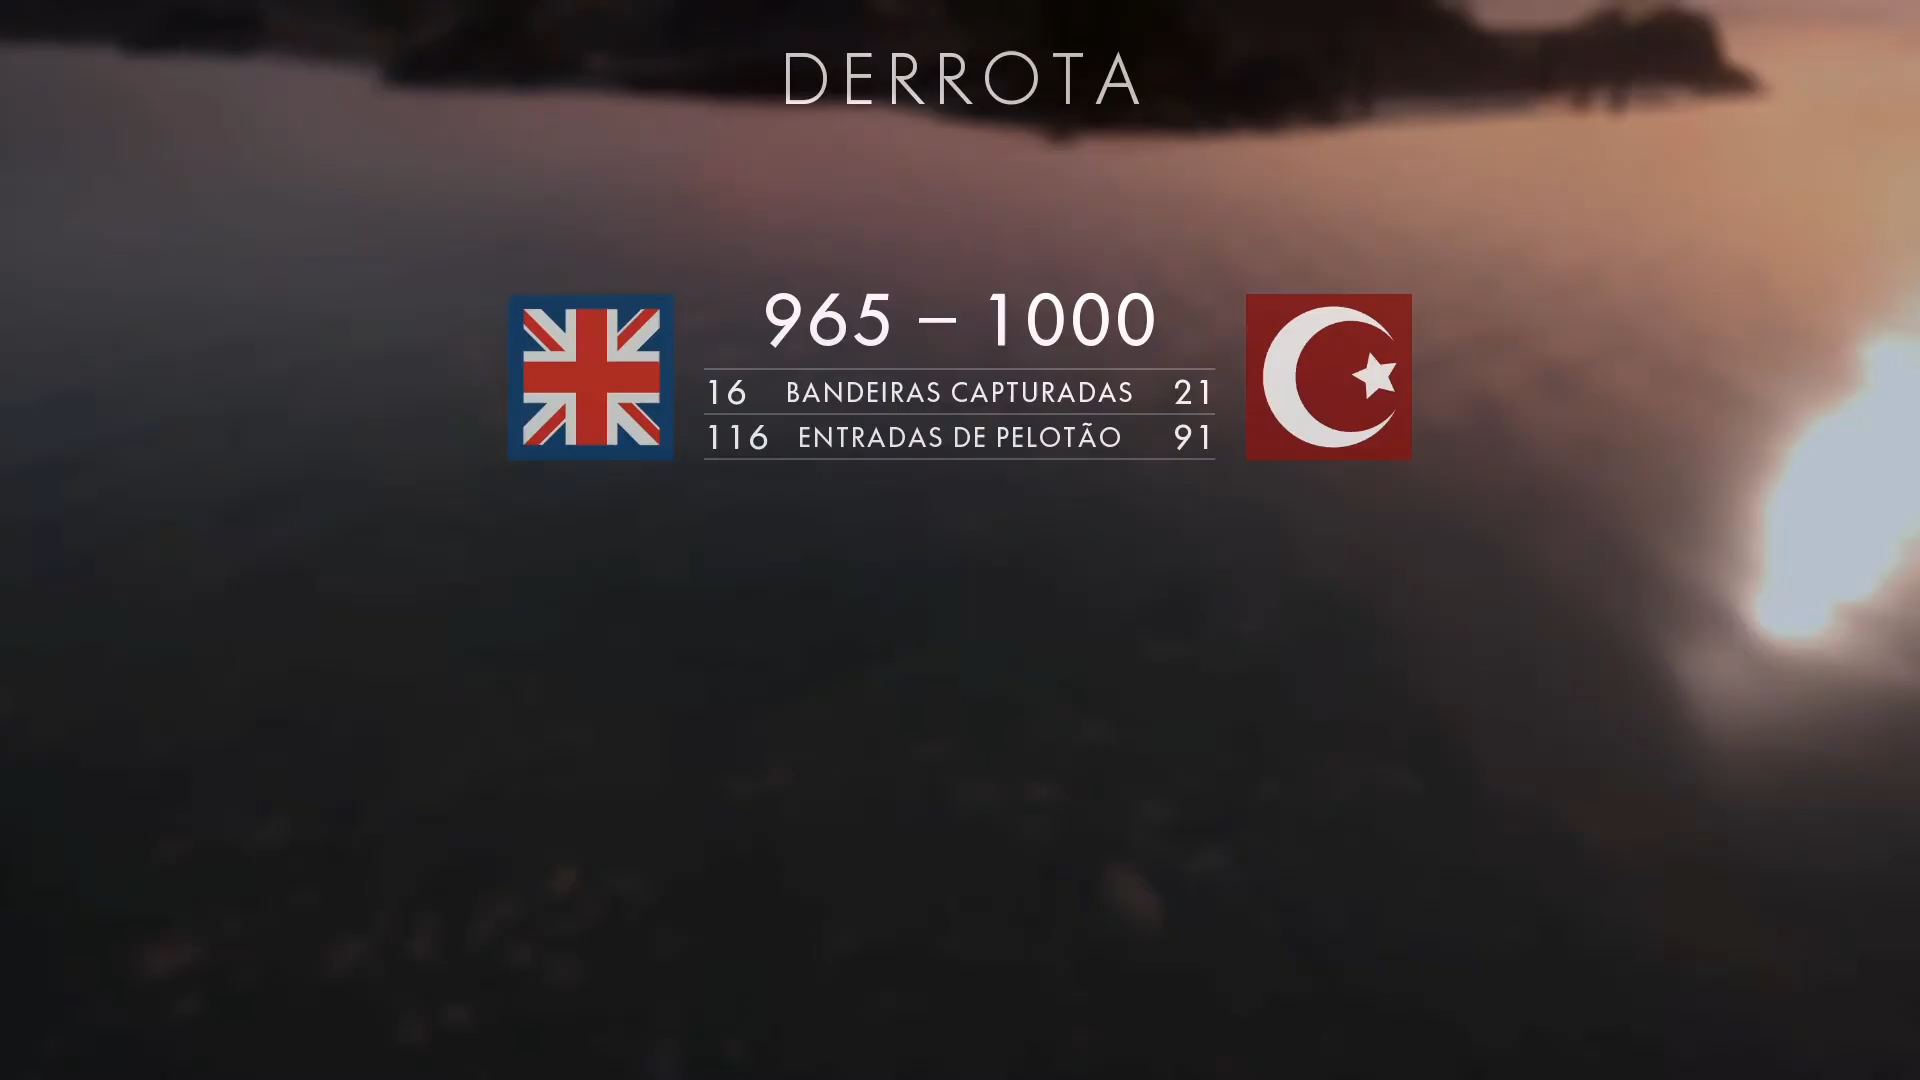 DERROTA
965 – 1000
16 BANDEIRAS CAPTURADAS 21
116 ENTRADAS DE PELOTÃO 91